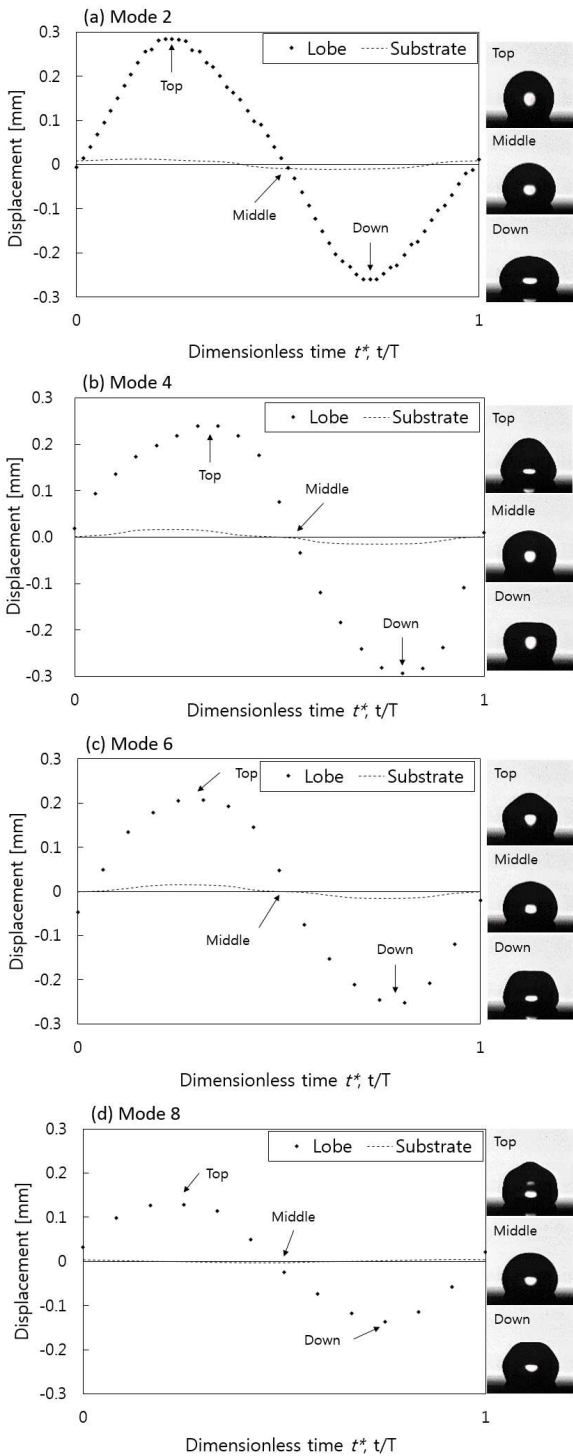 (a) Mode 2
Displacement [mm]
0.3
0.2
0.1
0
-0.1
-0.2
-0.3
Lobe
Substrate
Top
Middle
Down
0
1
Dimensionless time t*, t/T
Top
Middle
Down
(b) Mode 4
Displacement [mm]
0.3
0.2
0.1
0.0
-0.1
-0.2
-0.3
Lobe
Substrate
Top
Middle
Down
0
1
Dimensionless time t*, t/T
Top
Middle
Down
(c) Mode 6
Displacement [mm]
0.3
0.2
0.1
0
-0.1
-0.2
-0.3
Lobe
Substrate
Top
Middle
Down
0
1
Dimensionless time t*, t/T
Top
Middle
Down
(d) Mode 8
Displacement [mm]
0.3
0.2
0.1
0
-0.1
-0.2
-0.3
Lobe
Substrate
Top
Middle
Down
0
1
Dimensionless time t*, t/T
Top
Middle
Down